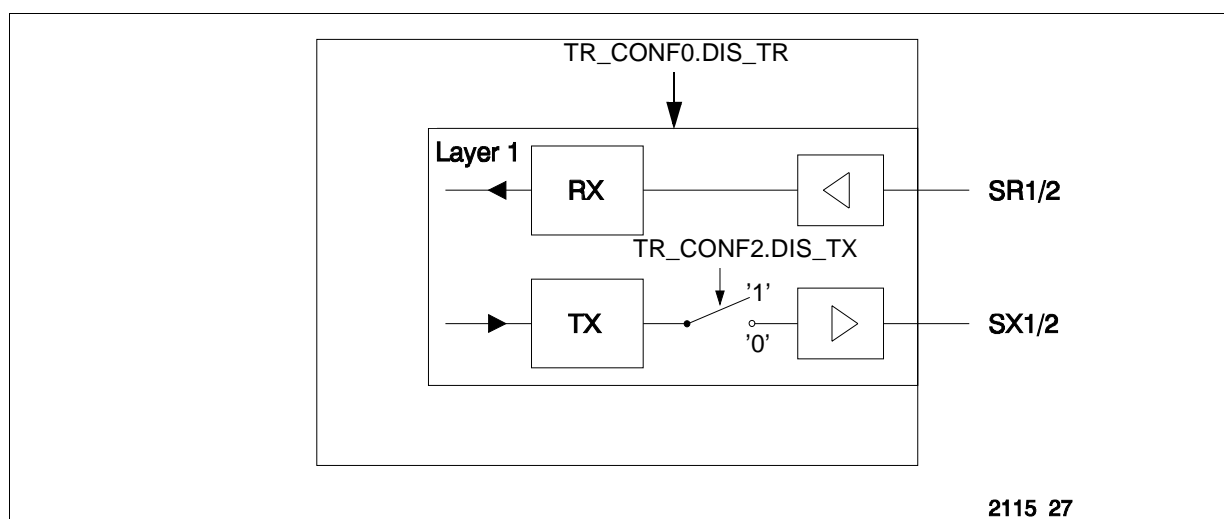 TR_CONF0.DIS_TR
Layer 1
RX
SR1/2
TR_CONF2.DIS_TX
'1'
TX
'0'
SX1/2
2115_27